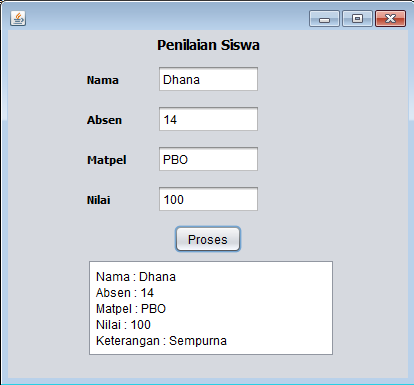 Penilaian Siswa
Nama Dhana
Absen 14
Matpel PBO
Nilai 100
Proses
Nama : Dhana
Absen : 14
Matpel : PBO
Nilai : 100
Keterangan : Sempurna